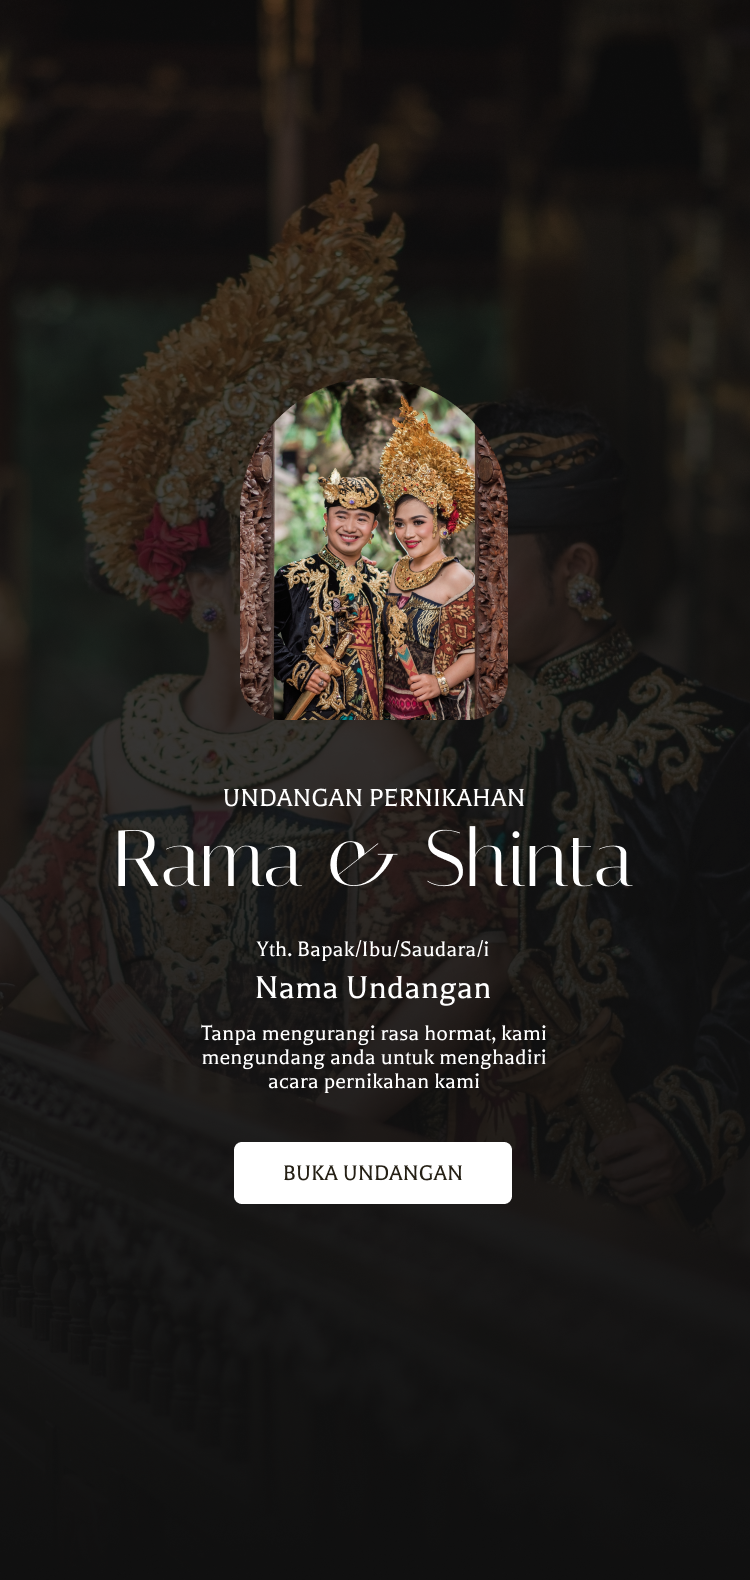 UNDANGAN PERNIKAHAN
Rama & Shinta
Yth. Bapak/Ibu/Saudara/i
Nama Undangan
Tanpa mengurangi rasa hormat, kami
mengundang anda untuk menghadiri
acara pernikahan kami
BUKA UNDANGAN